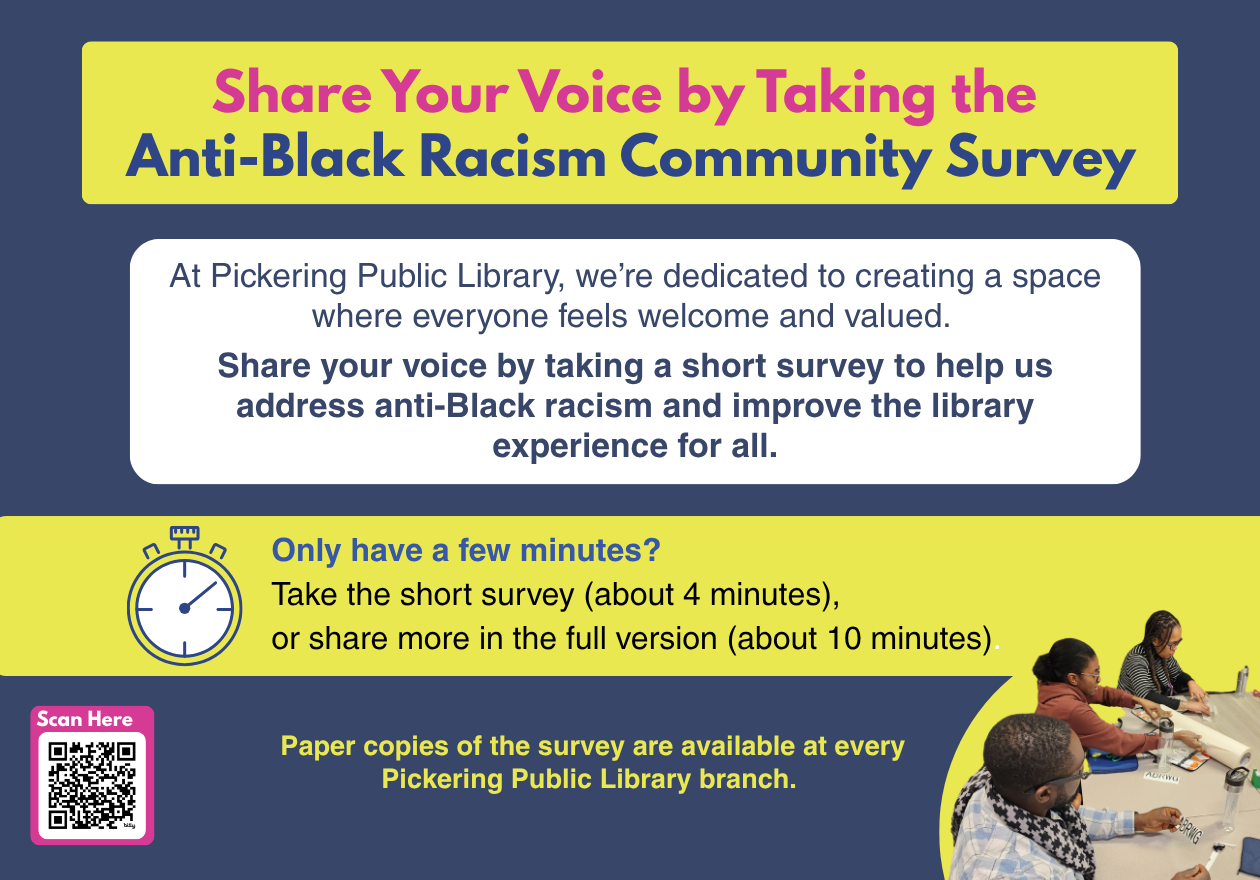 Share Your Voice by Taking the
Anti-Black Racism Community Survey
At Pickering Public Library, we’re dedicated to creating a space
where everyone feels welcome and valued.
Share your voice by taking a short survey to help us
address anti-Black racism and improve the library
experience for all.
Only have a few minutes?
Take the short survey (about 4 minutes),
or share more in the full version (about 10 minutes).
Scan Here
bitly
Paper copies of the survey are available at every
Pickering Public Library branch.
ABRWG
ABRWG